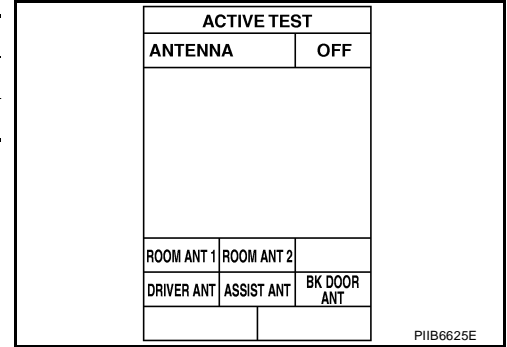 ACTIVE TEST
ANTENNA OFF
ROOM ANT 1 ROOM ANT 2
DRIVER ANT ASSIST ANT BK DOOR ANT
PIIB6625E